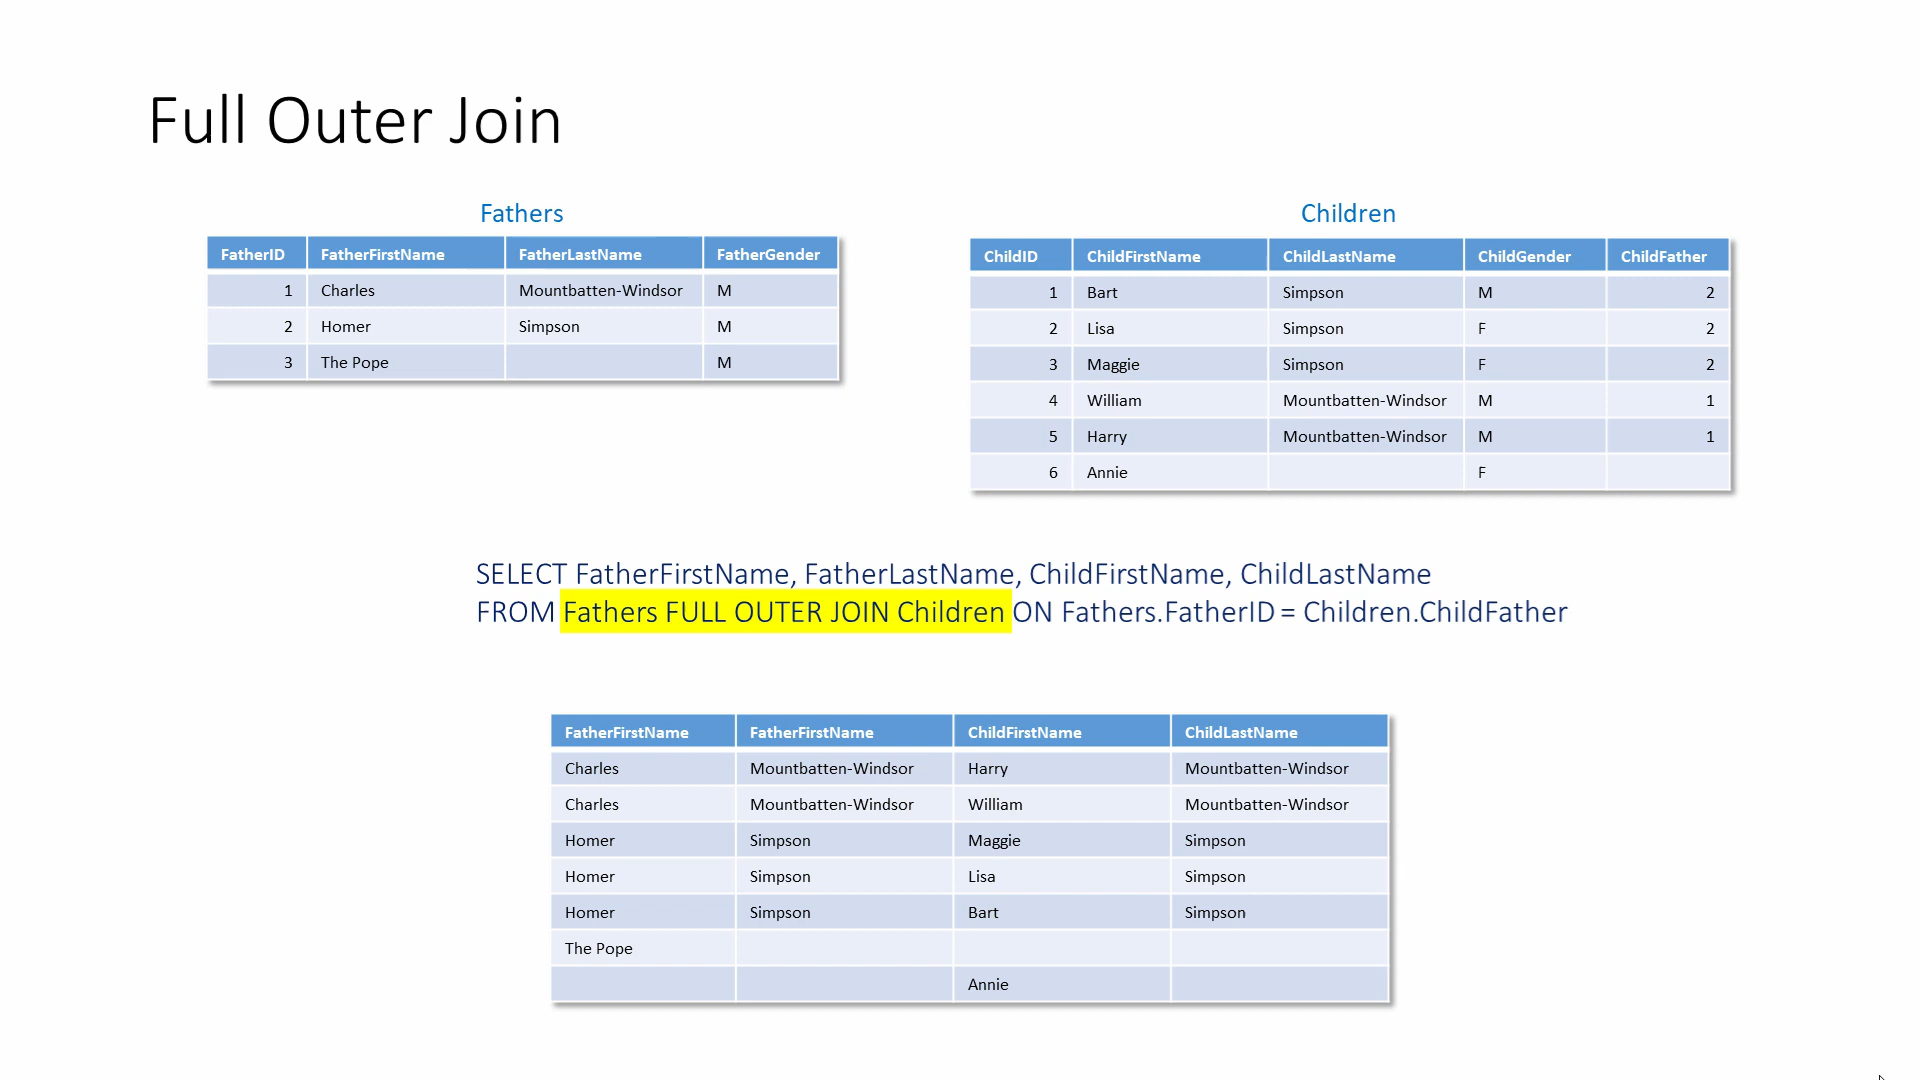 Full Outer Join
Fathers
FatherID FatherFirstName FatherLastName FatherGender
1 Charles Mountbatten-Windsor M
2 Homer Simpson M
3 The Pope M
Children
ChildID ChildFirstName ChildLastName ChildGender ChildFather
1 Bart Simpson M 2
2 Lisa Simpson F 2
3 Maggie Simpson F 2
4 William Mountbatten-Windsor M 1
5 Harry Mountbatten-Windsor M 1
6 Annie F
SELECT FatherFirstName, FatherLastName, ChildFirstName, ChildLastName
FROM Fathers FULL OUTER JOIN Children ON Fathers.FatherID = Children.ChildFather
FatherFirstName FatherFirstName ChildFirstName ChildLastName
Charles Mountbatten-Windsor Harry Mountbatten-Windsor
Charles Mountbatten-Windsor William Mountbatten-Windsor
Homer Simpson Maggie Simpson
Homer Simpson Lisa Simpson
Homer Simpson Bart Simpson
The Pope
Annie